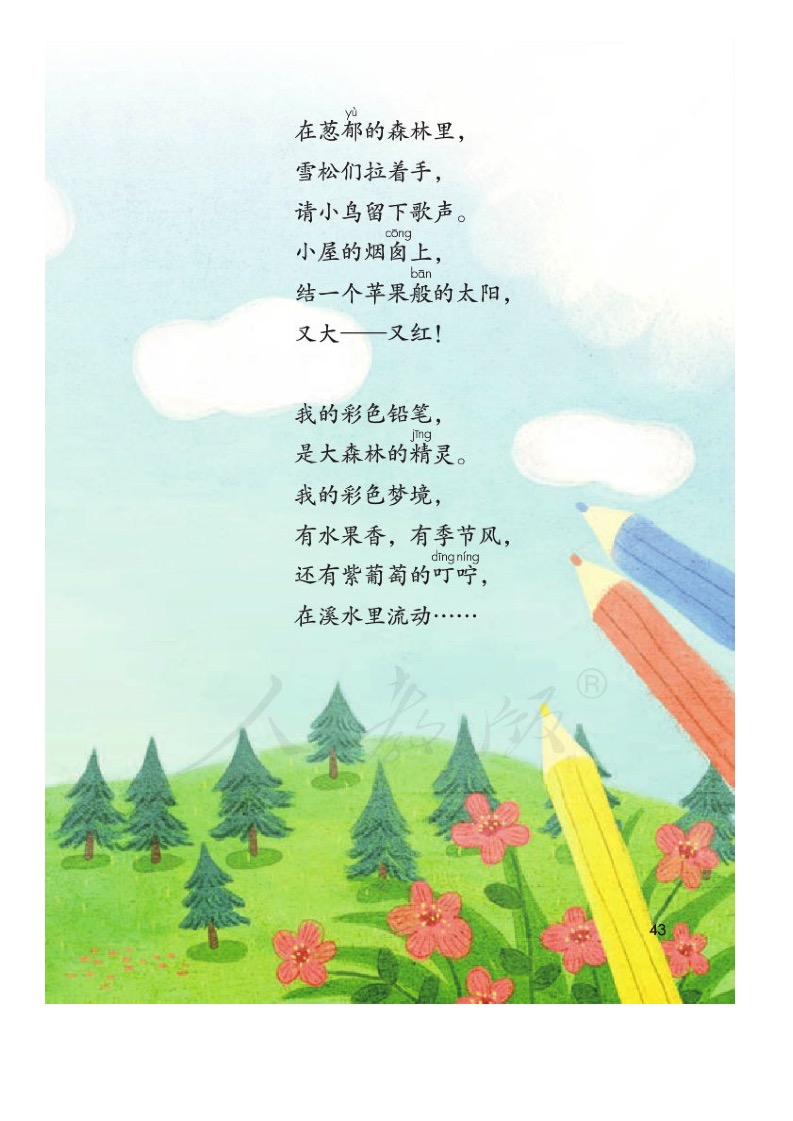 yù
在葱郁的森林里，
雪松们拉着手，
请小鸟留下歌声。
cōng
小屋的烟囱上，
bān
结一个苹果般的太阳，
又大——又红！
我的彩色铅笔，
jīng
是大森林的精灵。
我的彩色梦境，
有水果香，有季节风，
dīng níng
还有紫葡萄的叮咛，
在溪水里流动……
人教版®
43